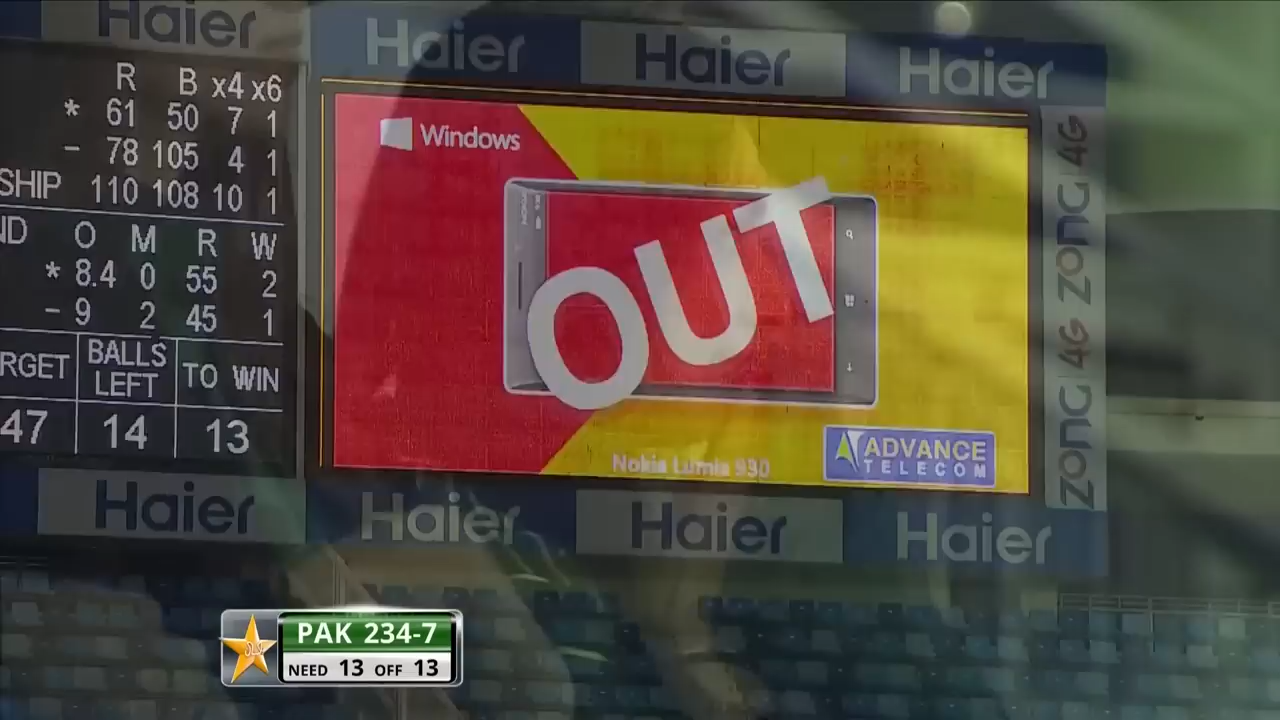 Haier
Haier
Haier
Haier
R B x4 x6
* 61 50 7 1
- 78 105 4 1
SHIP 110 108 10 1
ND O M R W
* 8.4 0 55 2
- 9 2 45 1
RGET BALLS LEFT TO WIN
47 14 13
Windows
OUT
Nokia Lumia 930
ADVANCE
TELECOM
ZONG 4G ZONG 4G
Haier
Haier
Haier
Haier
PAK 234-7
NEED 13 OFF 13